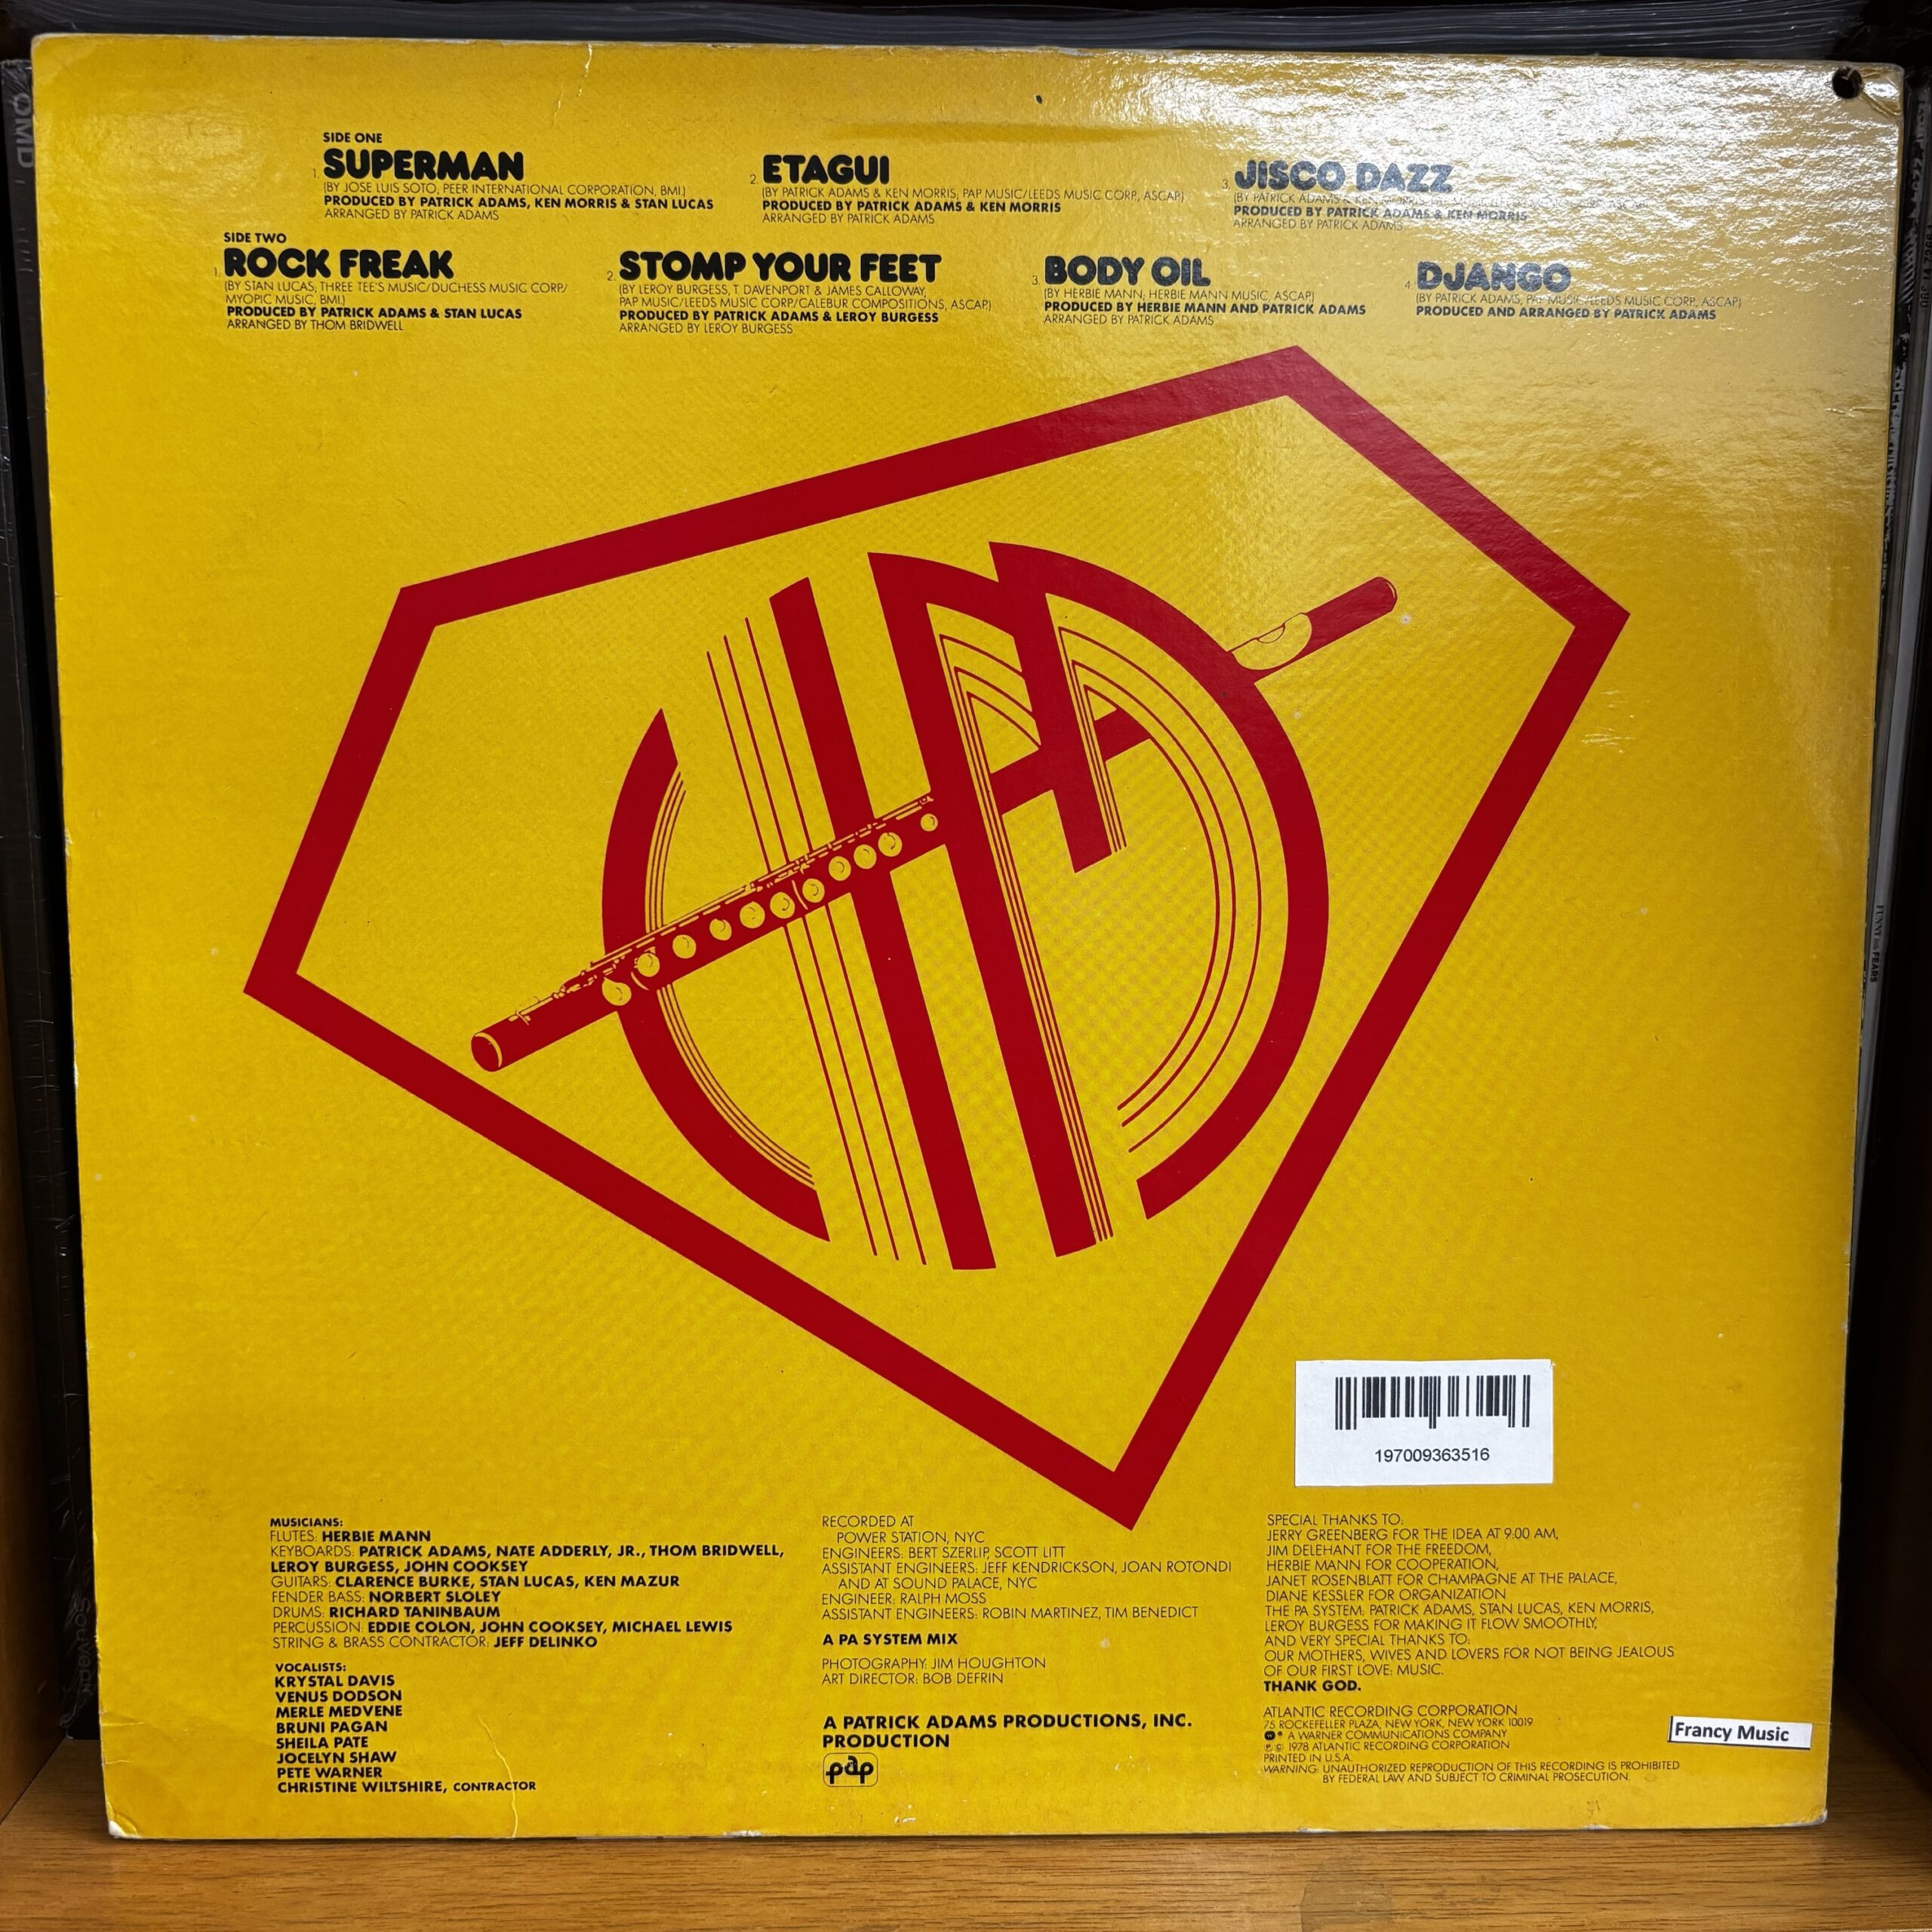 SIDE ONE
1. SUPERMAN
(BY JOSE LUIS SOTO, PEER INTERNATIONAL CORPORATION, BMI.)
PRODUCED BY PATRICK ADAMS, KEN MORRIS & STAN LUCAS
ARRANGED BY PATRICK ADAMS
2. ETAGUI
(BY PATRICK ADAMS & KEN MORRIS; PAP MUSIC/LEEDS MUSIC CORP., ASCAP)
PRODUCED BY PATRICK ADAMS & KEN MORRIS
ARRANGED BY PATRICK ADAMS
3. JISCO DAZZ
(BY PATRICK ADAMS & KEN MORRIS
PRODUCED BY PATRICK ADAMS & KEN MORRIS
ARRANGED BY PATRICK ADAMS
SIDE TWO
1. ROCK FREAK
(BY STAN LUCAS; THREE TEE'S MUSIC/DUCHESS MUSIC CORP./
MYOPIC MUSIC, BMI.)
PRODUCED BY PATRICK ADAMS & STAN LUCAS
ARRANGED BY THOM BRIDWELL
2. STOMP YOUR FEET
(BY LEROY BURGESS, T. DAVENPORT & JAMES CALLOWAY,
PAP MUSIC/LEEDS MUSIC CORP./CALEBUR COMPOSITIONS, ASCAP)
PRODUCED BY PATRICK ADAMS & LEROY BURGESS
ARRANGED BY LEROY BURGESS
3. BODY OIL
(BY HERBIE MANN; HERBIE MANN MUSIC, ASCAP)
PRODUCED BY HERBIE MANN AND PATRICK ADAMS
ARRANGED BY PATRICK ADAMS
4. DJANGO
(BY PATRICK ADAMS, PAP MUSIC/LEEDS MUSIC CORP., ASCAP)
PRODUCED AND ARRANGED BY PATRICK ADAMS
HM
197009363516
MUSICIANS:
FLUTES: HERBIE MANN
KEYBOARDS: PATRICK ADAMS, NATE ADDERLY, JR., THOM BRIDWELL,
LEROY BURGESS, JOHN COOKSEY
GUITARS: CLARENCE BURKE, STAN LUCAS, KEN MAZUR
FENDER BASS: NORBERT SLOLEY
DRUMS: RICHARD TANINBAUM
PERCUSSION: EDDIE COLON, JOHN COOKSEY, MICHAEL LEWIS
STRING & BRASS CONTRACTOR: JEFF DELINKO
VOCALISTS:
KRYSTAL DAVIS
VENUS DODSON
MERLE MEDVENE
BRUNI PAGAN
SHEILA PATE
JOCELYN SHAW
PETE WARNER
CHRISTINE WILTSHIRE, CONTRACTOR
RECORDED AT
POWER STATION, NYC
ENGINEERS: BERT SZERLIP, SCOTT LITT
ASSISTANT ENGINEERS: JEFF KENDRICKSON, JOAN ROTONDI
AND AT SOUND PALACE, NYC
ENGINEER: RALPH MOSS
ASSISTANT ENGINEERS: ROBIN MARTINEZ, TIM BENEDICT
A PA SYSTEM MIX
PHOTOGRAPHY: JIM HOUGHTON
ART DIRECTOR: BOB DEFRIN
A PATRICK ADAMS PRODUCTIONS, INC.
PRODUCTION
pap
SPECIAL THANKS TO:
JERRY GREENBERG FOR THE IDEA AT 9:00 AM,
JIM DELEHANT FOR THE FREEDOM,
HERBIE MANN FOR COOPERATION,
JANET ROSENBLATT FOR CHAMPAGNE AT THE PALACE,
DIANE KESSLER FOR ORGANIZATION
THE PA SYSTEM: PATRICK ADAMS, STAN LUCAS, KEN MORRIS,
LEROY BURGESS FOR MAKING IT FLOW SMOOTHLY,
AND VERY SPECIAL THANKS TO:
OUR MOTHERS, WIVES AND LOVERS FOR NOT BEING JEALOUS
OF OUR FIRST LOVE: MUSIC.
THANK GOD.
ATLANTIC RECORDING CORPORATION
75 ROCKEFELLER PLAZA, NEW YORK, NEW YORK 10019
A WARNER COMMUNICATIONS COMPANY
℗ © 1978 ATLANTIC RECORDING CORPORATION
PRINTED IN U.S.A.
WARNING: UNAUTHORIZED REPRODUCTION OF THIS RECORDING IS PROHIBITED
BY FEDERAL LAW AND SUBJECT TO CRIMINAL PROSECUTION.
Francy Music
OMD